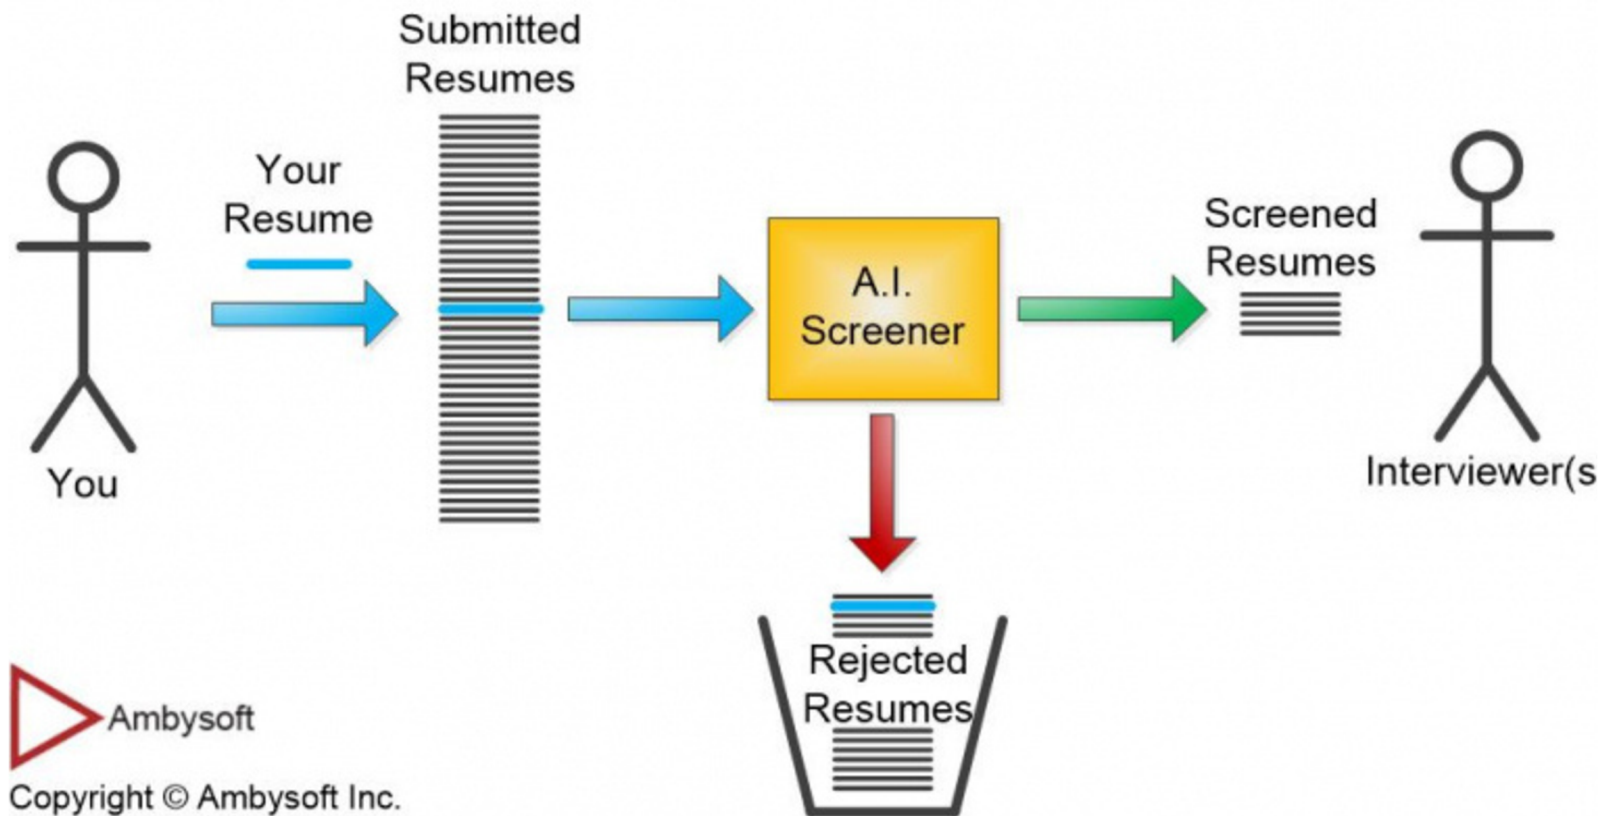 Submitted
Resumes
Your
Resume
You
A.I.
Screener
Screened
Resumes
Interviewer(s
Rejected
Resumes
Ambysoft
Copyright © Ambysoft Inc.